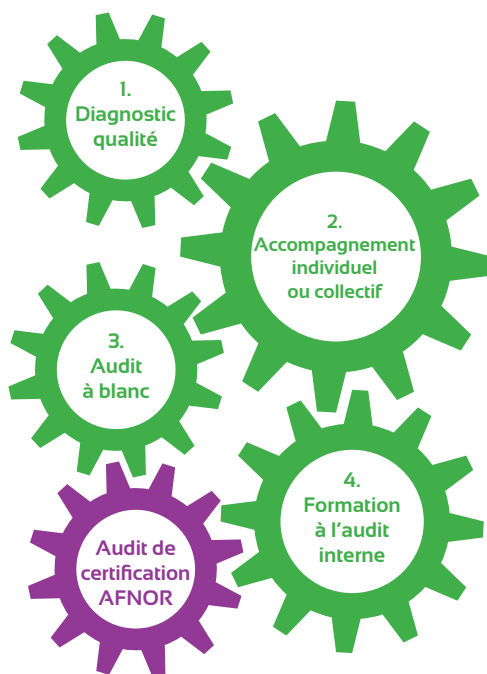 1.
Diagnostic
qualité
2.
Accompagnement
individuel
ou collectif
3.
Audit
à blanc
4.
Formation
à l'audit
interne
Audit de
certification
AFNOR